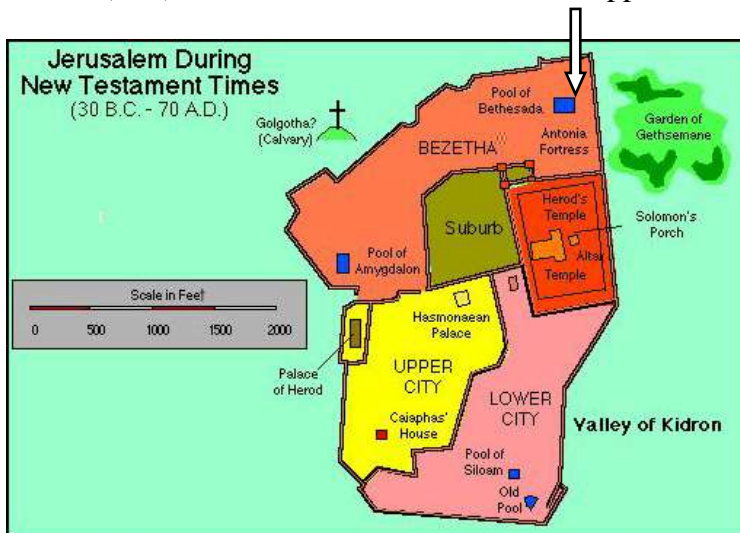 Jerusalem During
New Testament Times
(30 B.C. - 70 A.D.)
Golgotha?
(Calvary)
Pool of
Bethesada
BEZETHA
Antonia
Fortress
Garden of
Gethsemane
Suburb
Herod's
Temple
Solomon's
Porch
Altar
Temple
Pool of
Amygdalon
Scale in Feet
0 500 1000 1500 2000
Hasmonaean
Palace
Palace
of Herod
UPPER
CITY
LOWER
CITY
Caiaphas'
House
Valley of Kidron
Pool of
Siloam
Old
Pool